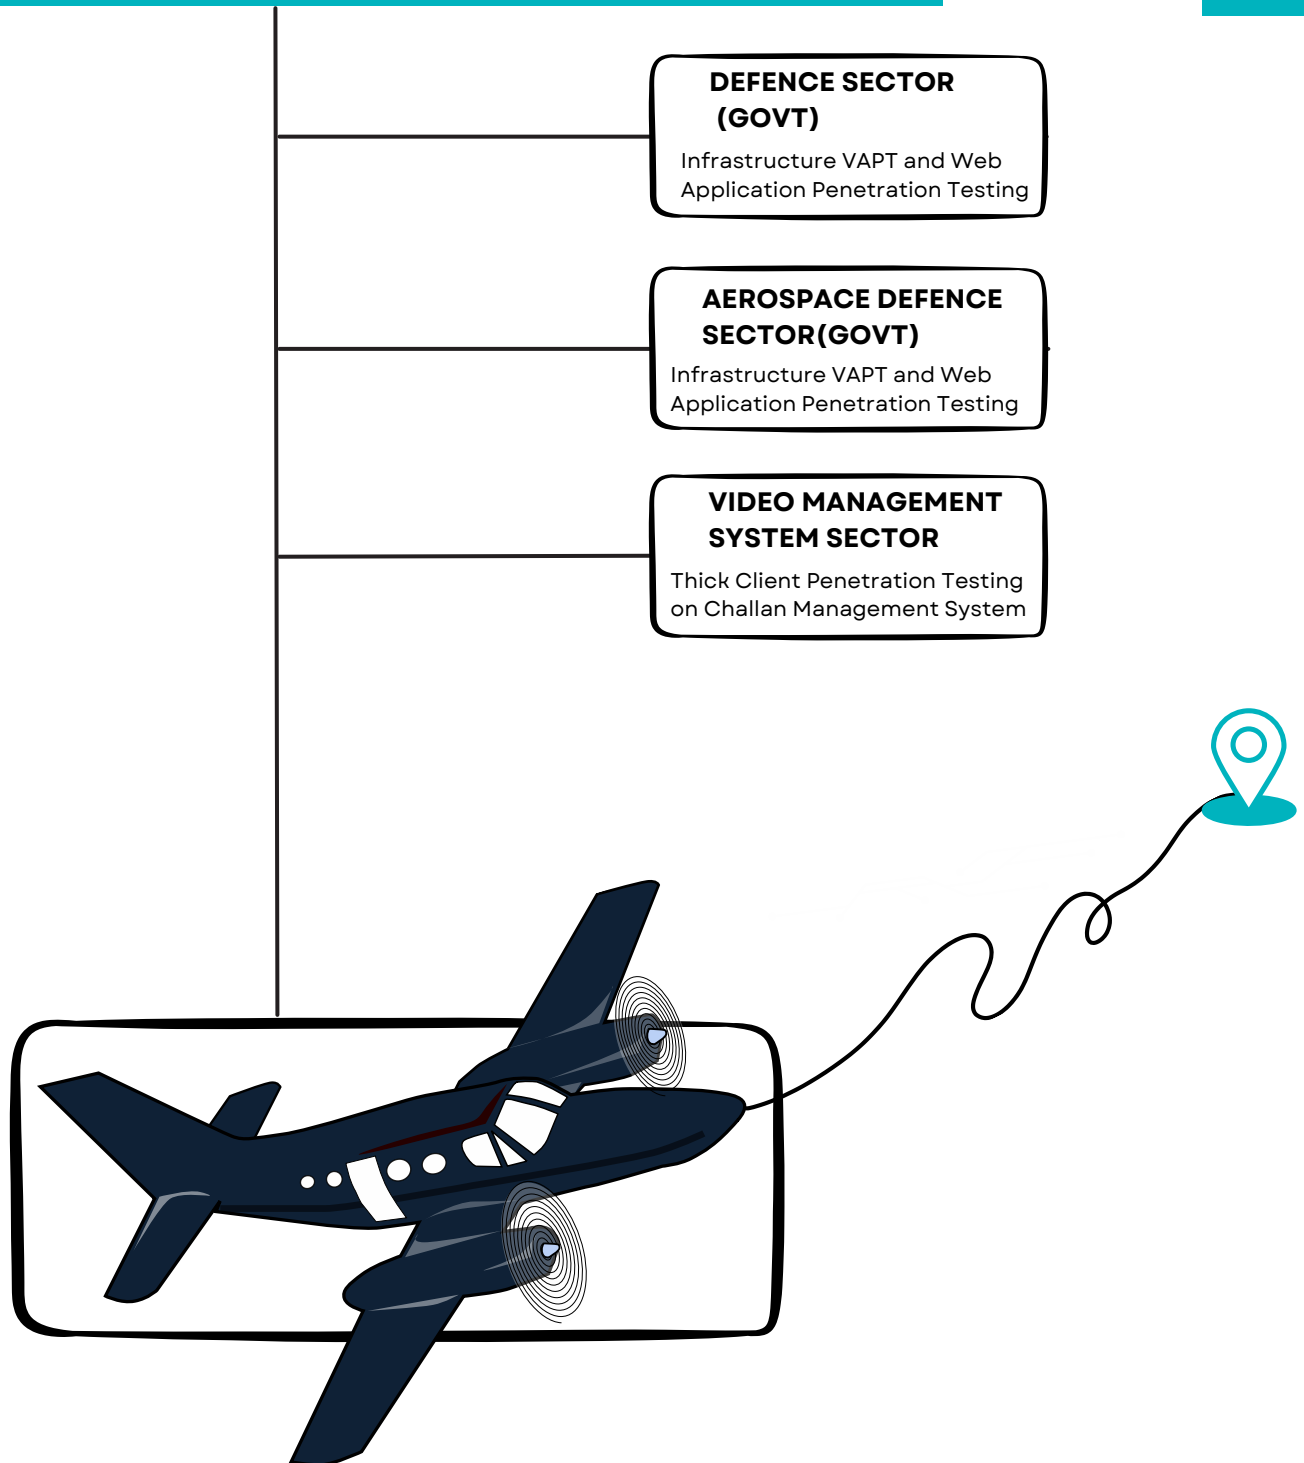 DEFENCE SECTOR
(GOVT)
Infrastructure VAPT and Web
Application Penetration Testing
AEROSPACE DEFENCE
SECTOR(GOVT)
Infrastructure VAPT and Web
Application Penetration Testing
VIDEO MANAGEMENT
SYSTEM SECTOR
Thick Client Penetration Testing
on Challan Management System